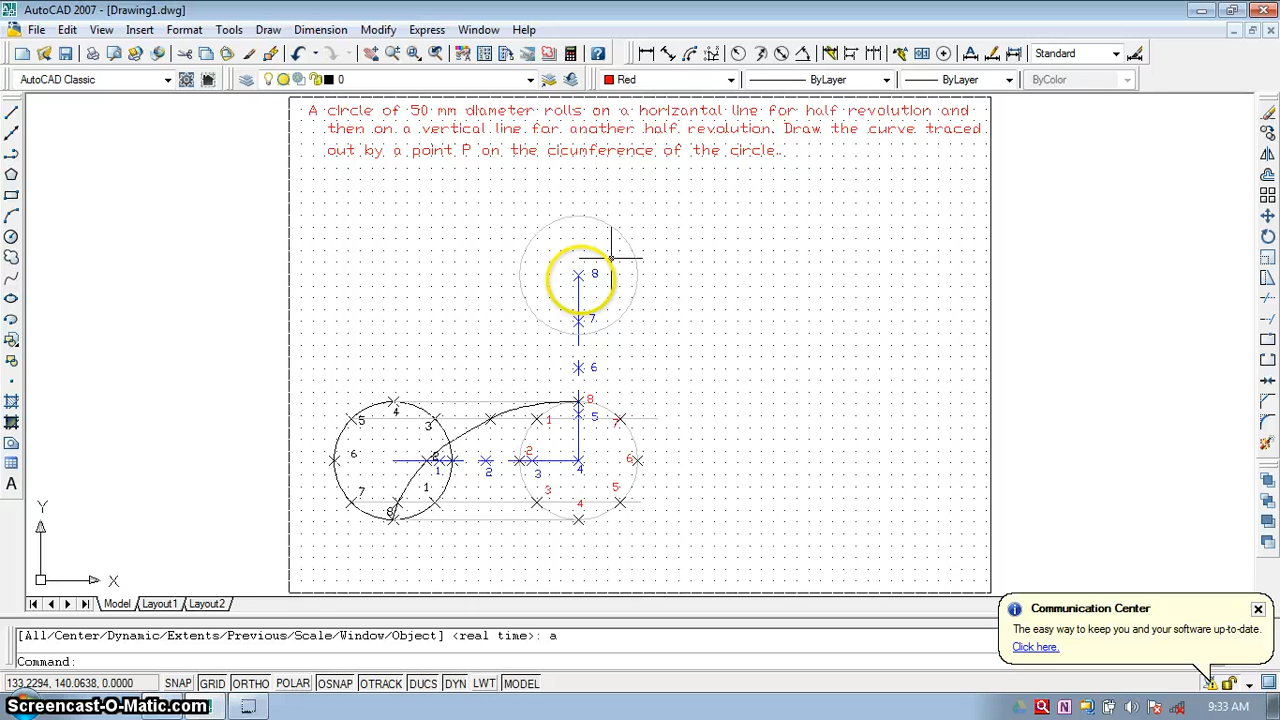 AutoCAD 2007 - [Drawing1.dwg]
File Edit View Insert Format Tools Draw Dimension Modify Express Window Help
Standard
AutoCAD Classic 0 Red ByLayer ByLayer ByColor
A circle of 50 mm diameter rolls on a horizantal line for half revolution and
then on a vertical line for another half revolution. Draw the curve traced
out by a point P on the cicumference of the circle..
8
7
6
8
5
4 5 3 1 7
6 8 2 6
1 2 3 4
7 1 3 5
8 4
Y
X
Model Layout1 Layout2
[All/Center/Dynamic/Extents/Previous/Scale/Window/Object] <real time>: a
Command:
Communication Center
The easy way to keep you and your software up-to-date.
Click here.
133.2294, 140.0638, 0.0000 SNAP GRID ORTHO POLAR OSNAP OTRACK DUCS DYN LWT MODEL
Screencast-O-Matic.com
9:33 AM